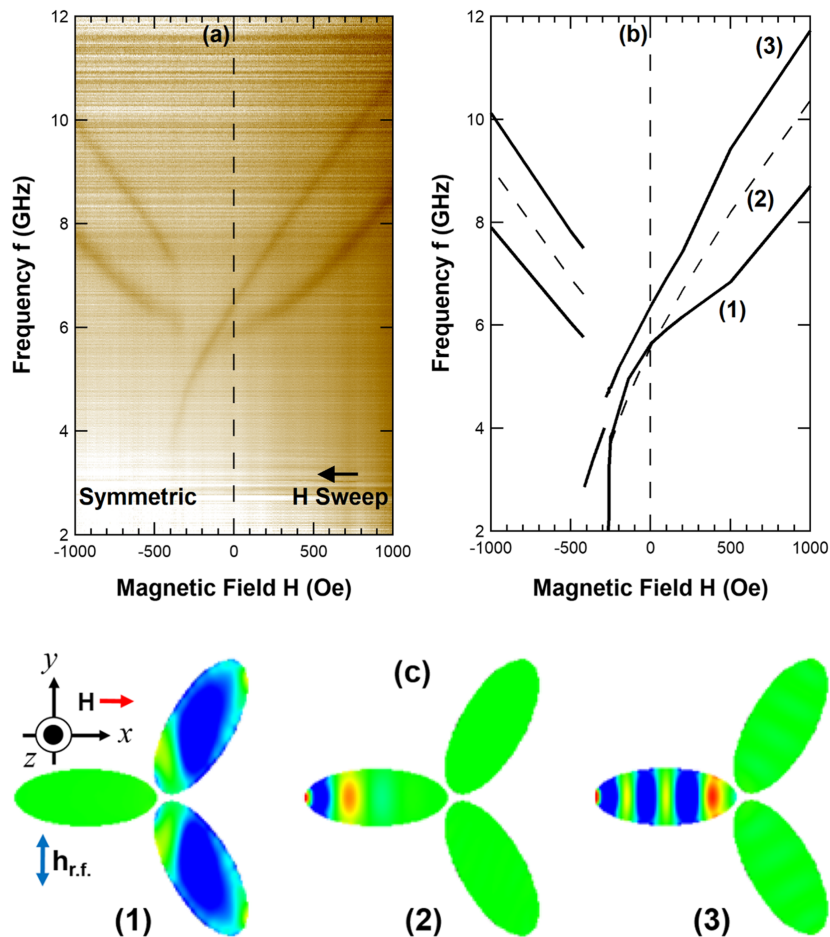 (a)
12
10
8
6
4
2
Frequency f (GHz)
Symmetric
H Sweep
-1000 -500 0 500 1000
Magnetic Field H (Oe)
(b)
12
10
8
6
4
2
Frequency f (GHz)
(3)
(2)
(1)
-1000 -500 0 500 1000
Magnetic Field H (Oe)
(c)
y
H
x
z
h r.f.
(1) (2) (3)